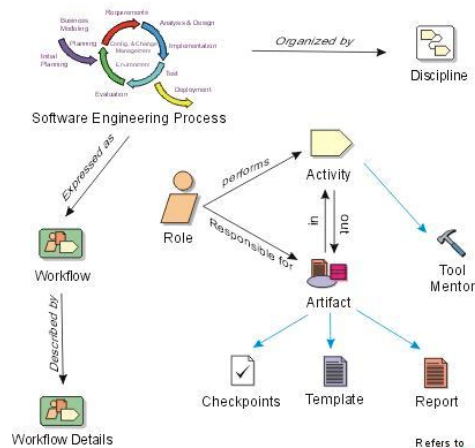 Requirements
Business
Modeling
Analysis & Design
Planning
Config. & Change
Management
Implementation
Initial
Planning
Environment
Test
Evaluation
Deployment
Organized by
Discipline
Software Engineering Process
Expressed as
performs
Activity
Role
Responsible for
in
out
Tool
Mentor
Workflow
Artifact
Described by
Checkpoints
Template
Report
Workflow Details
Refers to